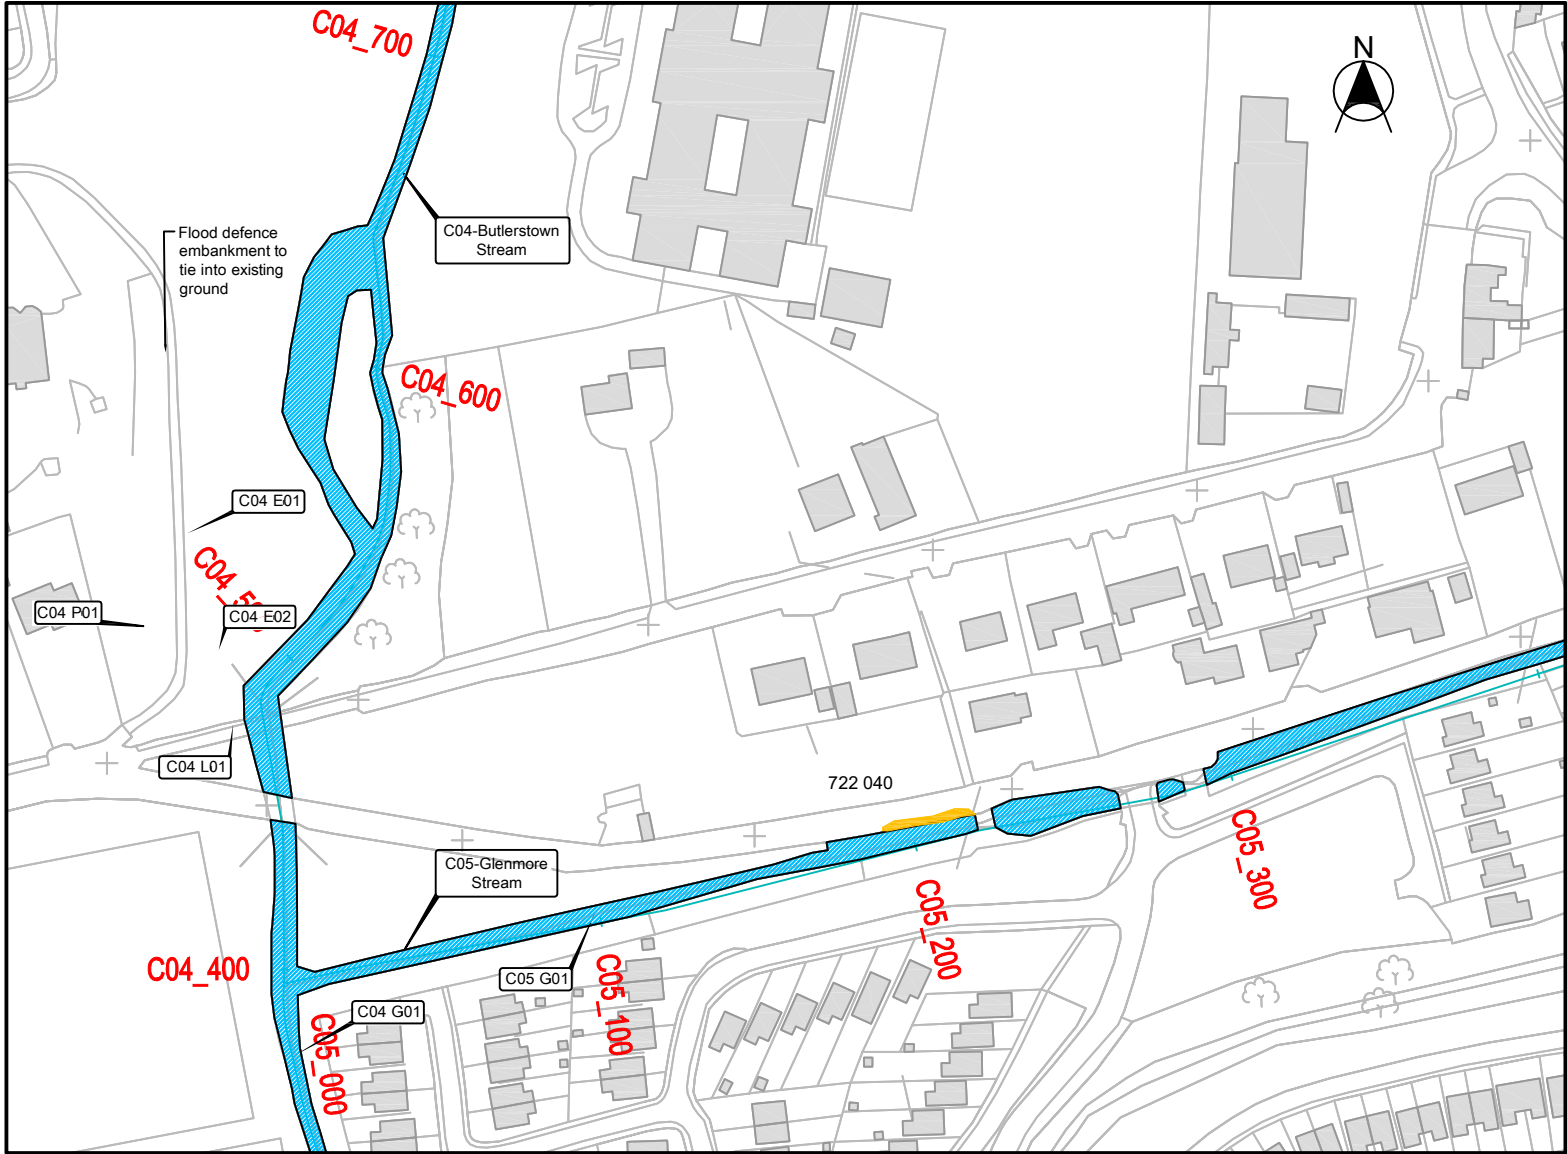 C04_700
N
Flood defence
embankment to
tie into existing
ground
C04-Butlerstown
Stream
C04_600
C04 E01
C04 P01
C04 E02
C04 L01
722 040
C05-Glenmore
Stream
C05_300
C05_200
C04_400
C05 G01
C05_100
C04 G01
C05_000